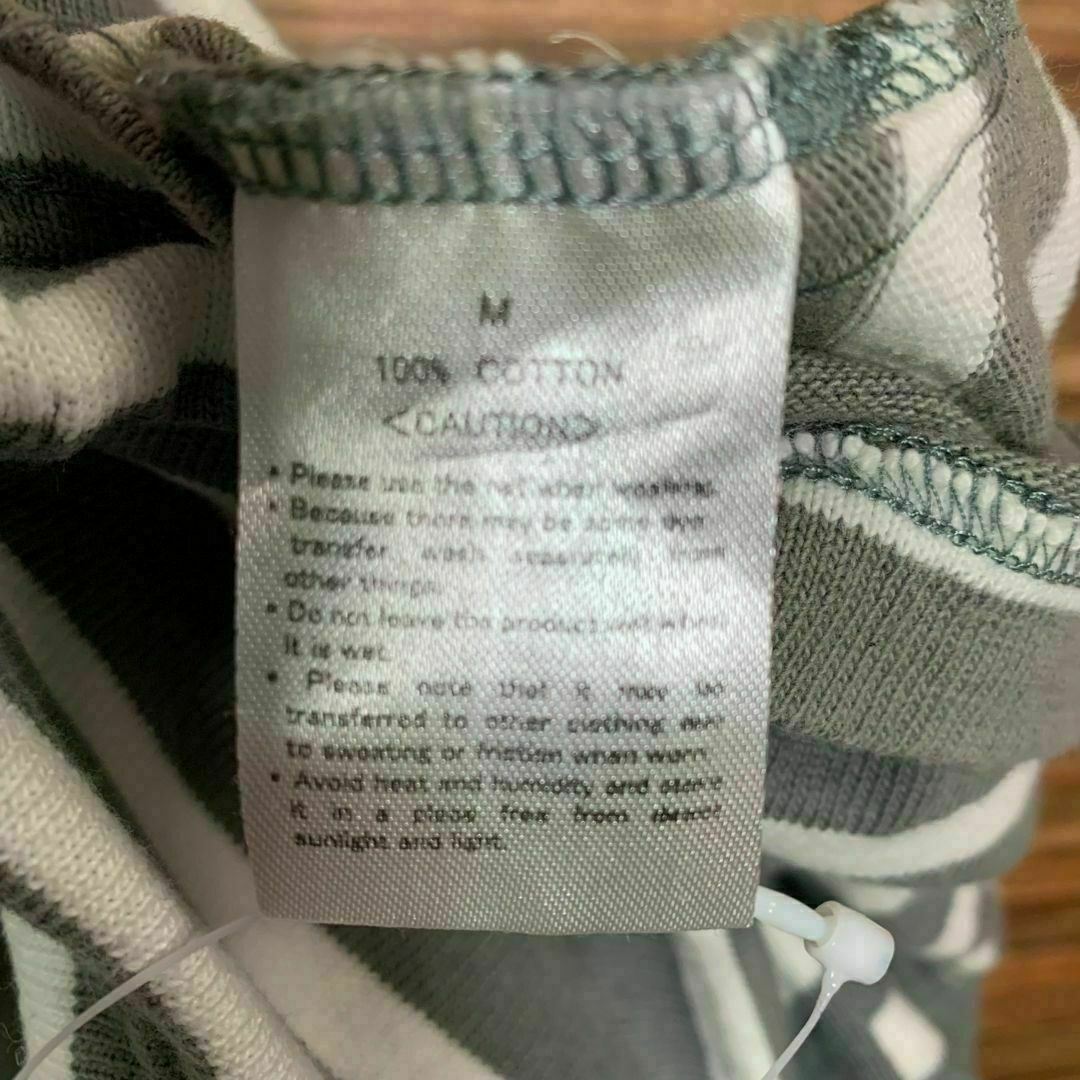 M
100% COTTON
<CAUTION>
• Please use the net when washing.
• Because there may be some dye
transfer, wash separately from
other things.
• Do not leave the product wet when
it is wet.
• Please note that it may be
transferred to other clothing due
to sweating or friction when worn.
• Avoid heat and humidity and store
it in a place free from direct
sunlight and light.